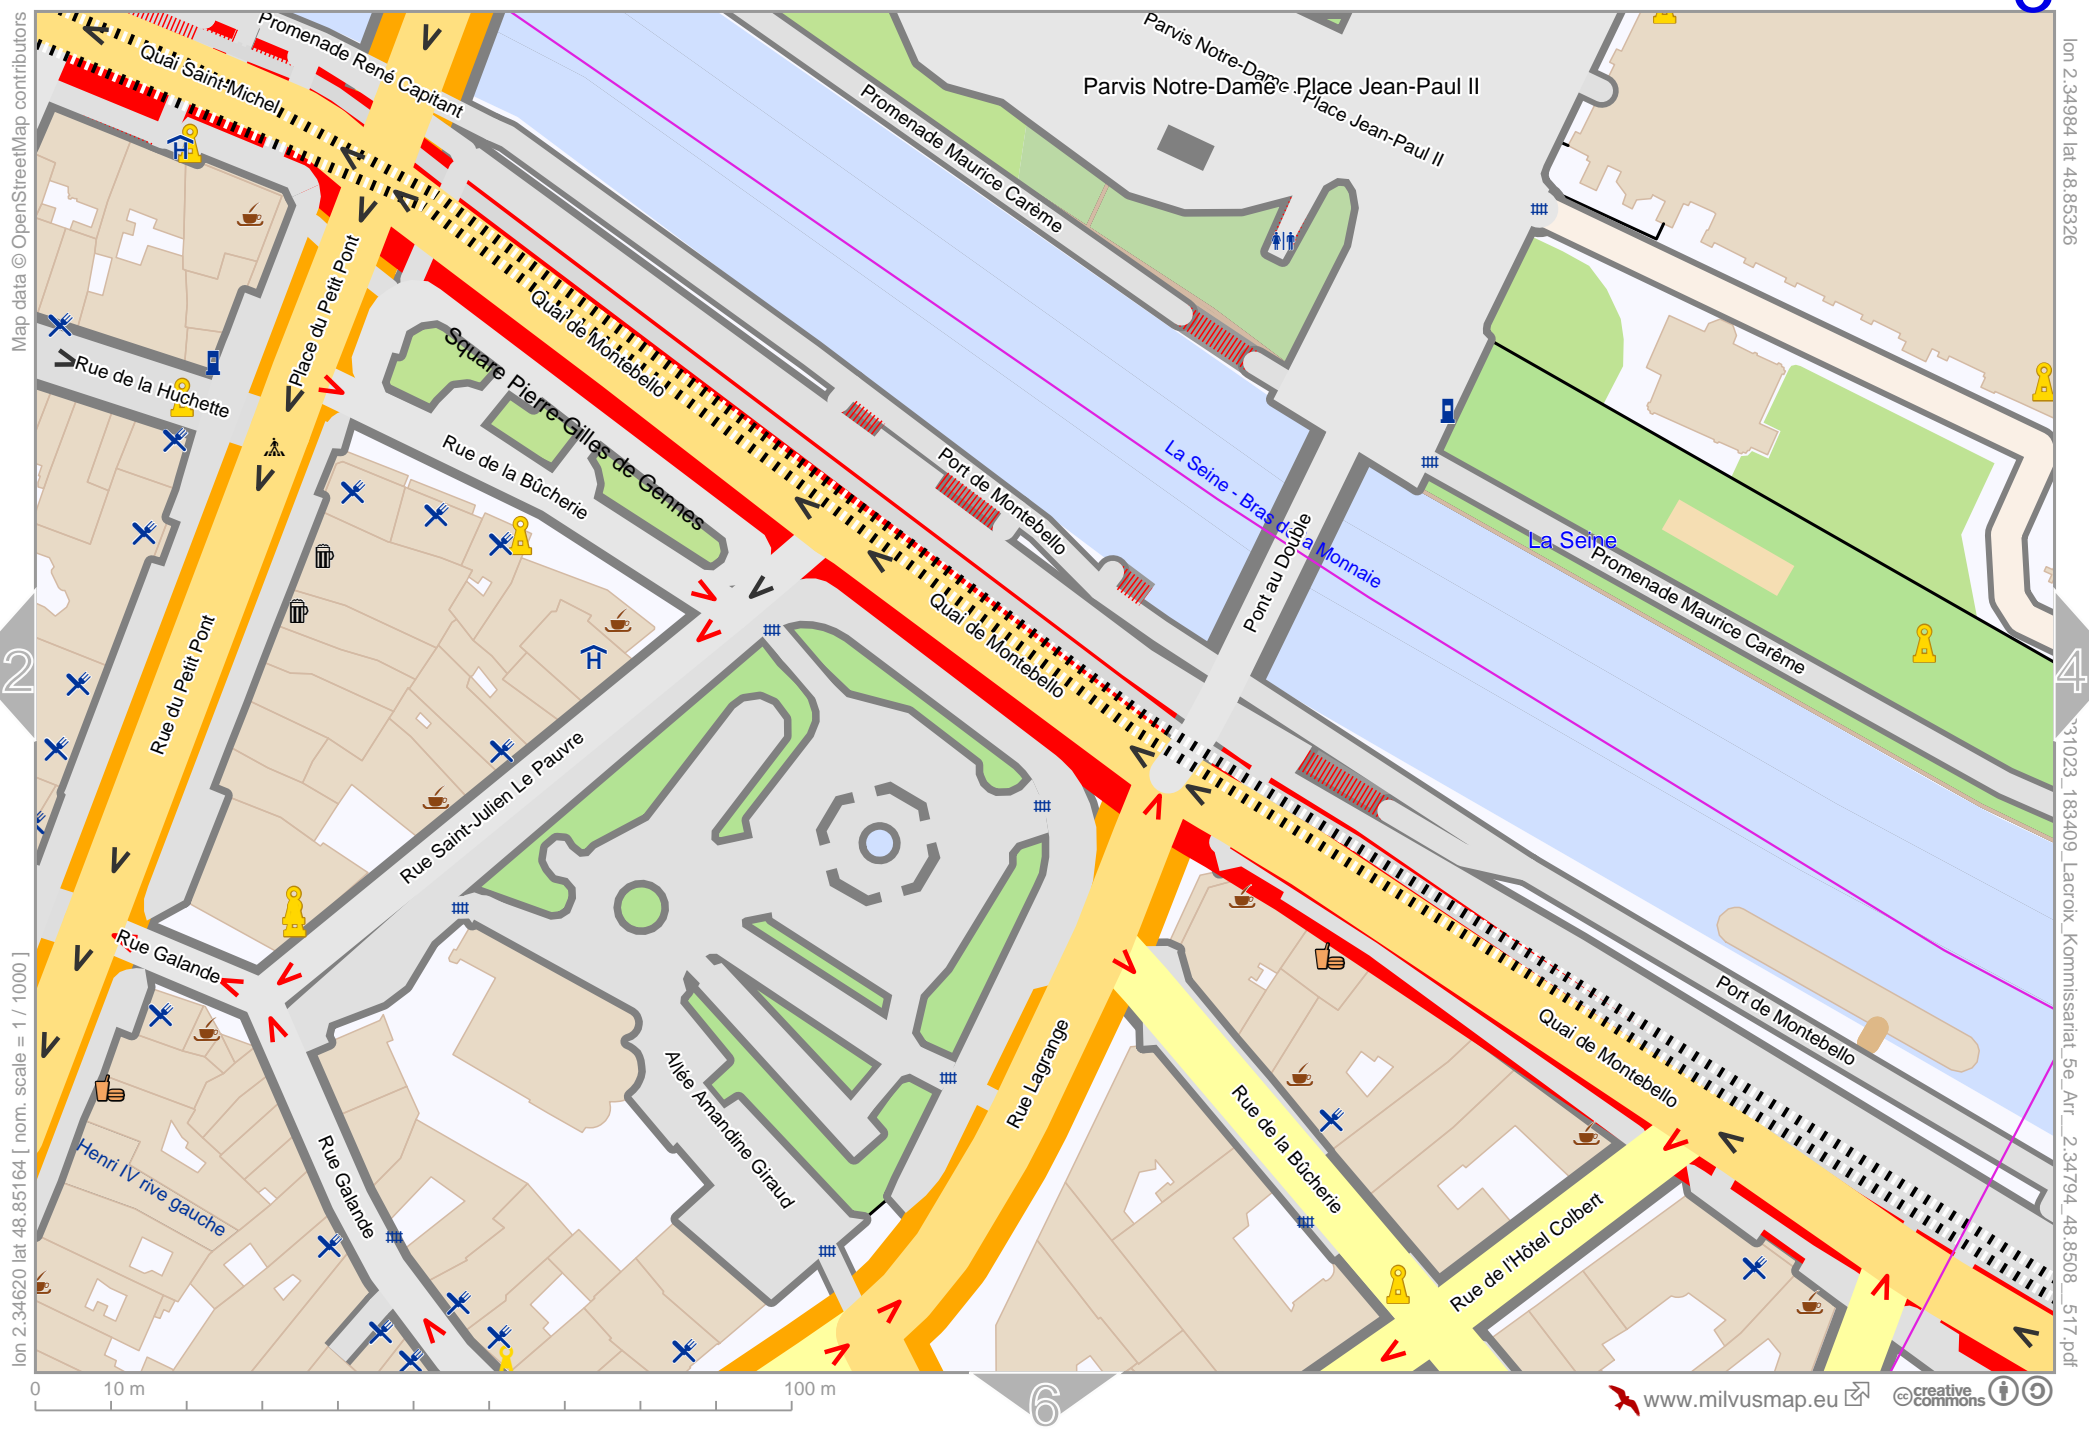 Map data © OpenStreetMap contributors
lon 2.34620 lat 48.85164 [ nom. scale = 1 / 1000 ]
lon 2.34984 lat 48.85326
231023_183409_Lacroix_Kommissariat_5e_Arr__2.34794_48.8508__517.pdf
Promenade René Capitant
Quai Saint-Michel
Parvis Notre-Dame - Place Jean-Paul II
Parvis Notre-Dame - Place Jean-Paul II
Promenade Maurice Carème
Place du Petit Pont
Quai de Montebello
Square Pierre-Gilles de Gennes
Rue de la Huchette
Rue de la Bûcherie
Port de Montebello
La Seine - Bras de la Monnaie
La Seine
Pont au Double
Promenade Maurice Carême
Quai de Montebello
Rue du Petit Pont
Rue Saint-Julien Le Pauvre
Rue Galande
Port de Montebello
Quai de Montebello
Rue Lagrange
Allée Amandine Giraud
Rue de la Bûcherie
Henri IV rive gauche
Rue Galande
Rue de l'Hôtel Colbert
2
4
6
0
10 m
100 m
www.milvusmap.eu
cc creative commons